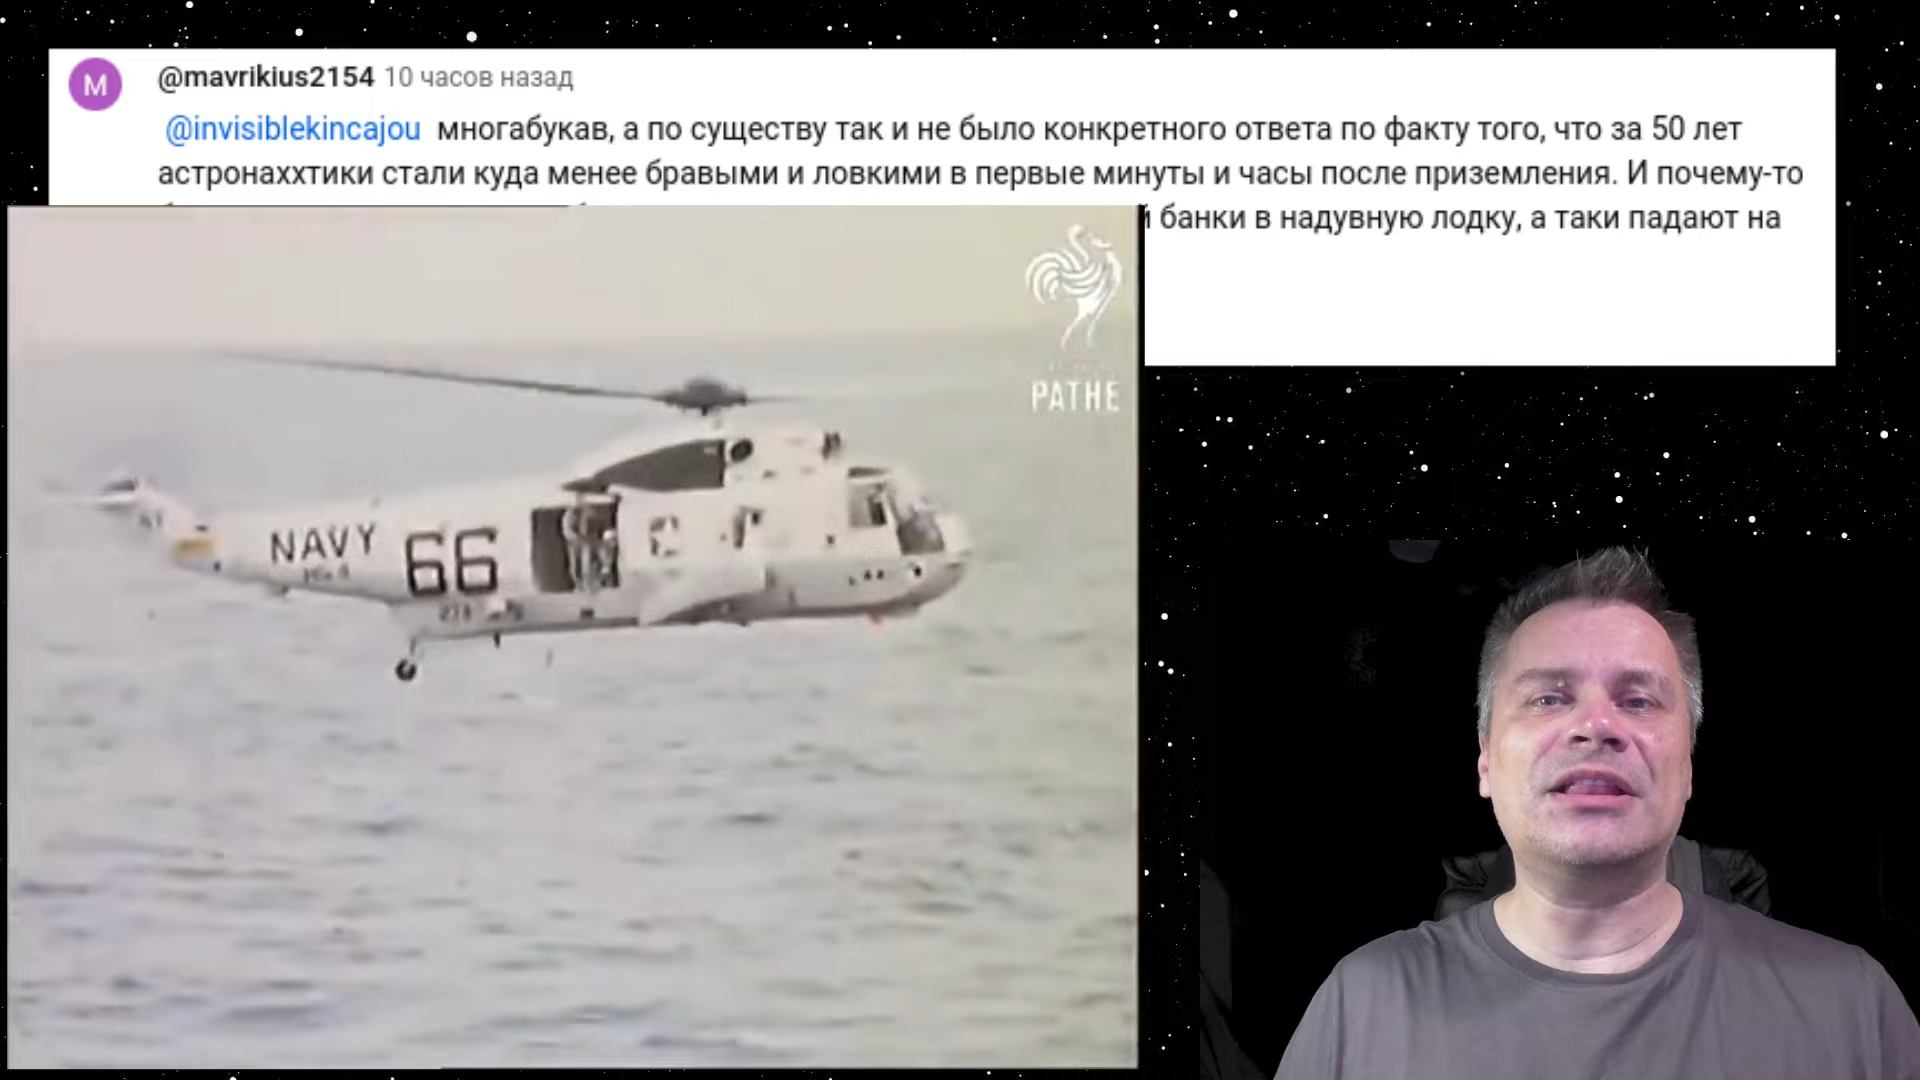 M
@mavrikius2154 10 часов назад
@invisiblekincajou многабукав, а по существу так и не было конкретного ответа по факту того, что за 50 лет
астронаххтики стали куда менее бравыми и ловкими в первые минуты и часы после приземления. И почему-то
банки в надувную лодку, а таки падают на
PATHE
NAVY
66